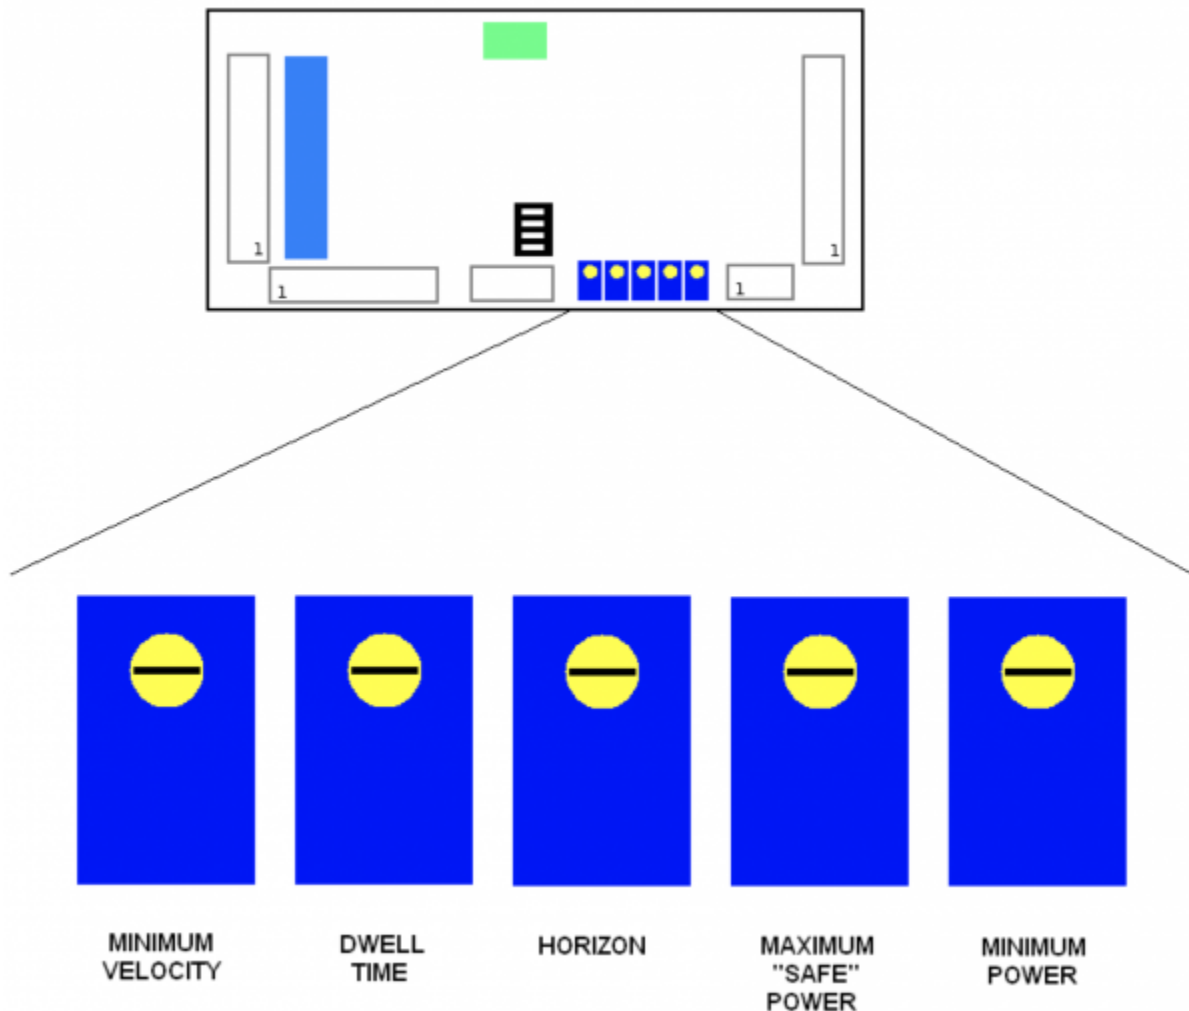 1
1
1
1
MINIMUM
VELOCITY
DWELL
TIME
HORIZON
MAXIMUM
"SAFE"
POWER
MINIMUM
POWER